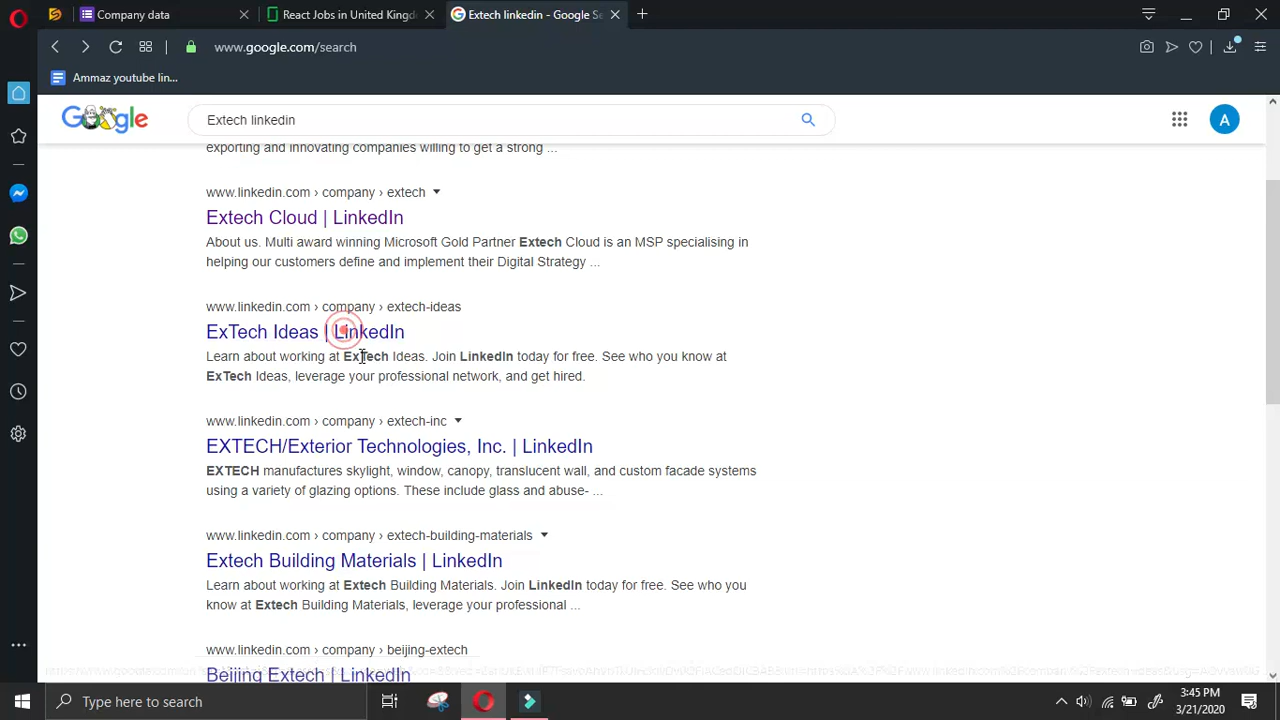 Company data
React Jobs in United Kingd
Extech linkedin - Google Se
www.google.com/search
Ammaz youtube lin...
Google
Extech linkedin
A
exporting and innovating companies willing to get a strong ...
www.linkedin.com › company › extech
Extech Cloud | LinkedIn
About us. Multi award winning Microsoft Gold Partner Extech Cloud is an MSP specialising in
helping our customers define and implement their Digital Strategy ...
www.linkedin.com › company › extech-ideas
ExTech Ideas | LinkedIn
Learn about working at ExTech Ideas. Join LinkedIn today for free. See who you know at
ExTech Ideas, leverage your professional network, and get hired.
www.linkedin.com › company › extech-inc
EXTECH/Exterior Technologies, Inc. | LinkedIn
EXTECH manufactures skylight, window, canopy, translucent wall, and custom facade systems
using a variety of glazing options. These include glass and abuse- ...
www.linkedin.com › company › extech-building-materials
Extech Building Materials | LinkedIn
Learn about working at Extech Building Materials. Join LinkedIn today for free. See who you
know at Extech Building Materials, leverage your professional ...
www.linkedin.com › company › beijing-extech
Beijing Extech | LinkedIn
Type here to search
3:45 PM
3/21/2020